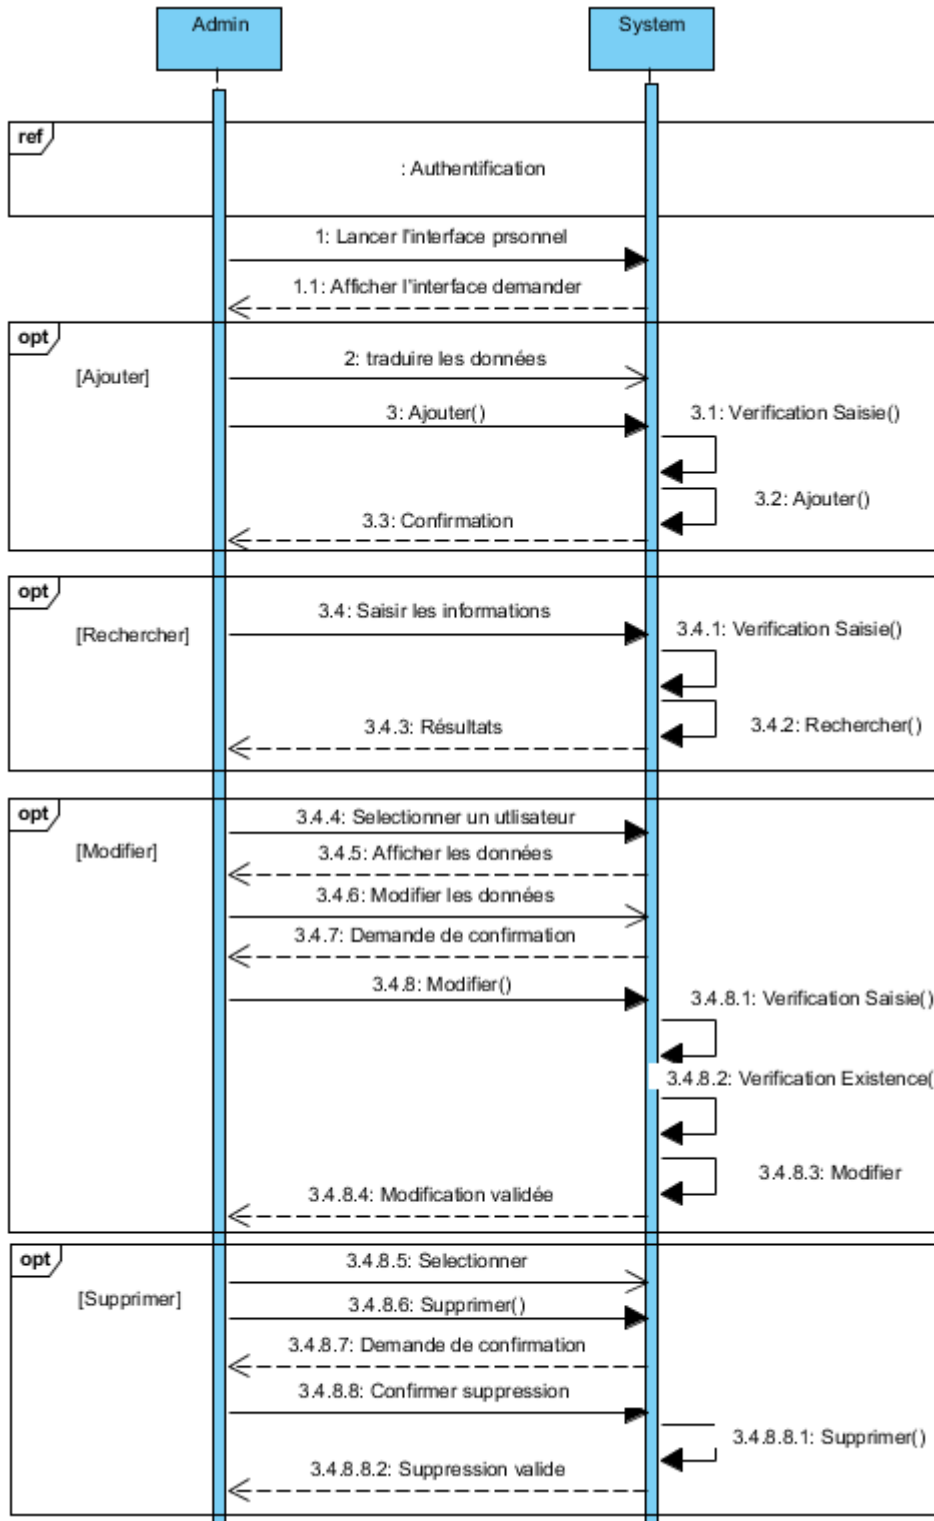 Admin
System
ref
: Authentification
1: Lancer l'interface prsonnel
1.1: Afficher l'interface demander
opt
[Ajouter]
2: traduire les données
3: Ajouter()
3.1: Verification Saisie()
3.2: Ajouter()
3.3: Confirmation
opt
[Rechercher]
3.4: Saisir les informations
3.4.1: Verification Saisie()
3.4.2: Rechercher()
3.4.3: Résultats
opt
[Modifier]
3.4.4: Selectionner un utlisateur
3.4.5: Afficher les données
3.4.6: Modifier les données
3.4.7: Demande de confirmation
3.4.8: Modifier()
3.4.8.1: Verification Saisie()
3.4.8.2: Verification Existence(
3.4.8.3: Modifier
3.4.8.4: Modification validée
opt
[Supprimer]
3.4.8.5: Selectionner
3.4.8.6: Supprimer()
3.4.8.7: Demande de confirmation
3.4.8.8: Confirmer suppression
3.4.8.8.1: Supprimer()
3.4.8.8.2: Suppression valide